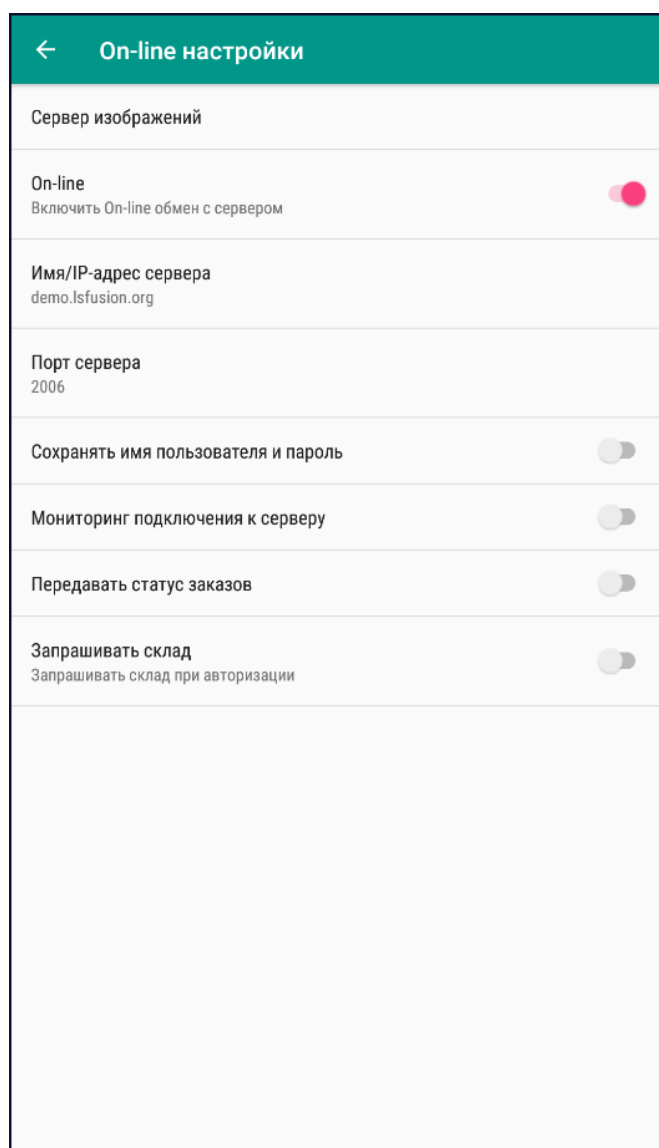 On-line настройки
Сервер изображений
On-line
Включить On-line обмен с сервером
Имя/IP-адрес сервера
demo.lsfusion.org
Порт сервера
2006
Сохранять имя пользователя и пароль
Мониторинг подключения к серверу
Передавать статус заказов
Запрашивать склад
Запрашивать склад при авторизации